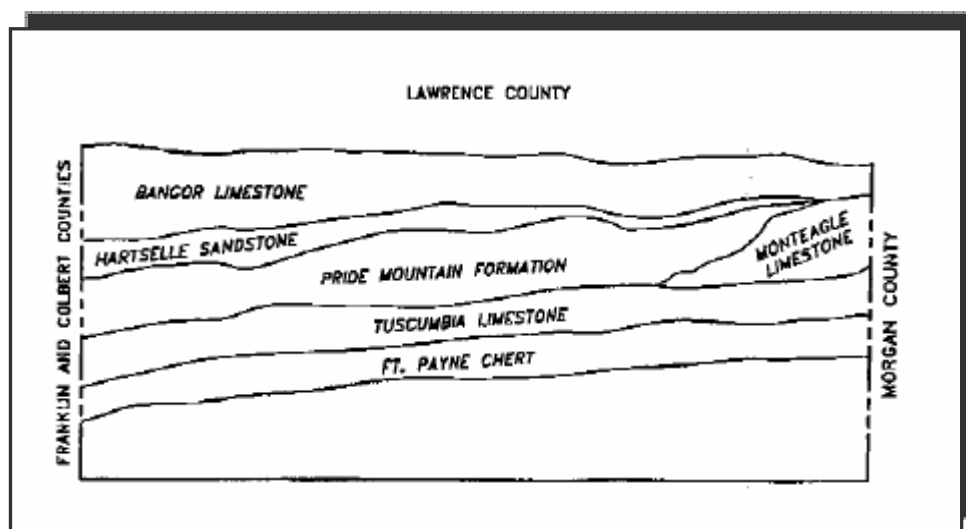 LAWRENCE COUNTY
FRANKLIN AND COLBERT COUNTIES
BANGOR LIMESTONE
HARTSELLE SANDSTONE
PRIDE MOUNTAIN FORMATION
MONTEAGLE
LIMESTONE
TUSCUMBIA LIMESTONE
FT. PAYNE CHERT
MORGAN COUNTY